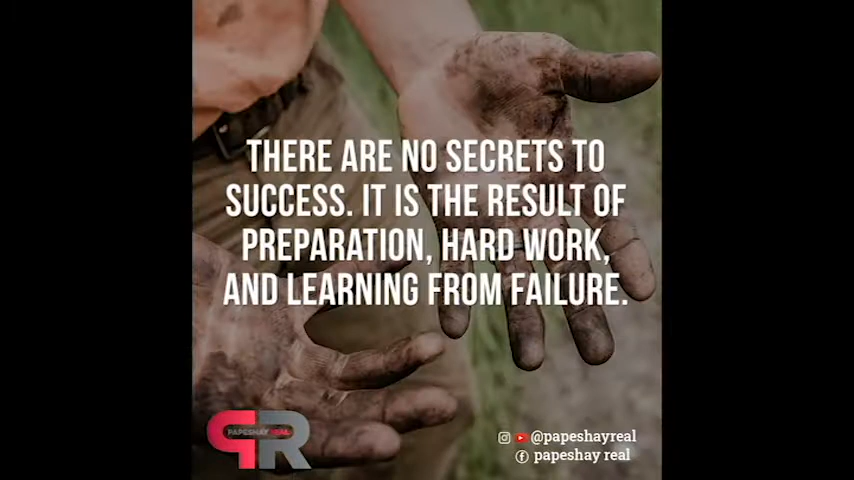 THERE ARE NO SECRETS TO
SUCCESS. IT IS THE RESULT OF
PREPARATION, HARD WORK,
AND LEARNING FROM FAILURE.
PAPESHAY REAL
PR
@papeshayreal
papeshay real